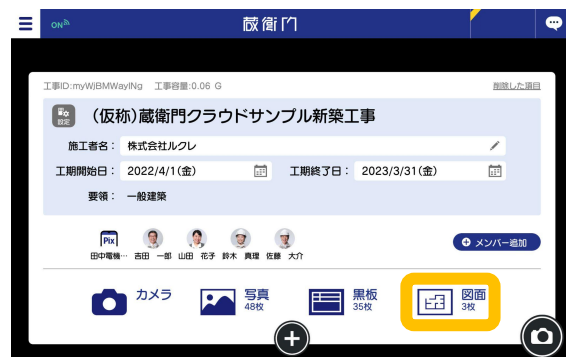 ON
蔵衛門
工事ID:myWjBMWayINg 工事容量:0.06 G
削除した項目
設定
(仮称)蔵衛門クラウドサンプル新築工事
施工者名： 株式会社ルクレ
工期開始日： 2022/4/1(金) 工期終了日： 2023/3/31(金)
要領： 一般建築
Pix
田中電機… 吉田 一郎 山田 花子 鈴木 真理 佐藤 大介
メンバー追加
カメラ
写真
48枚
黒板
35枚
図面
3枚